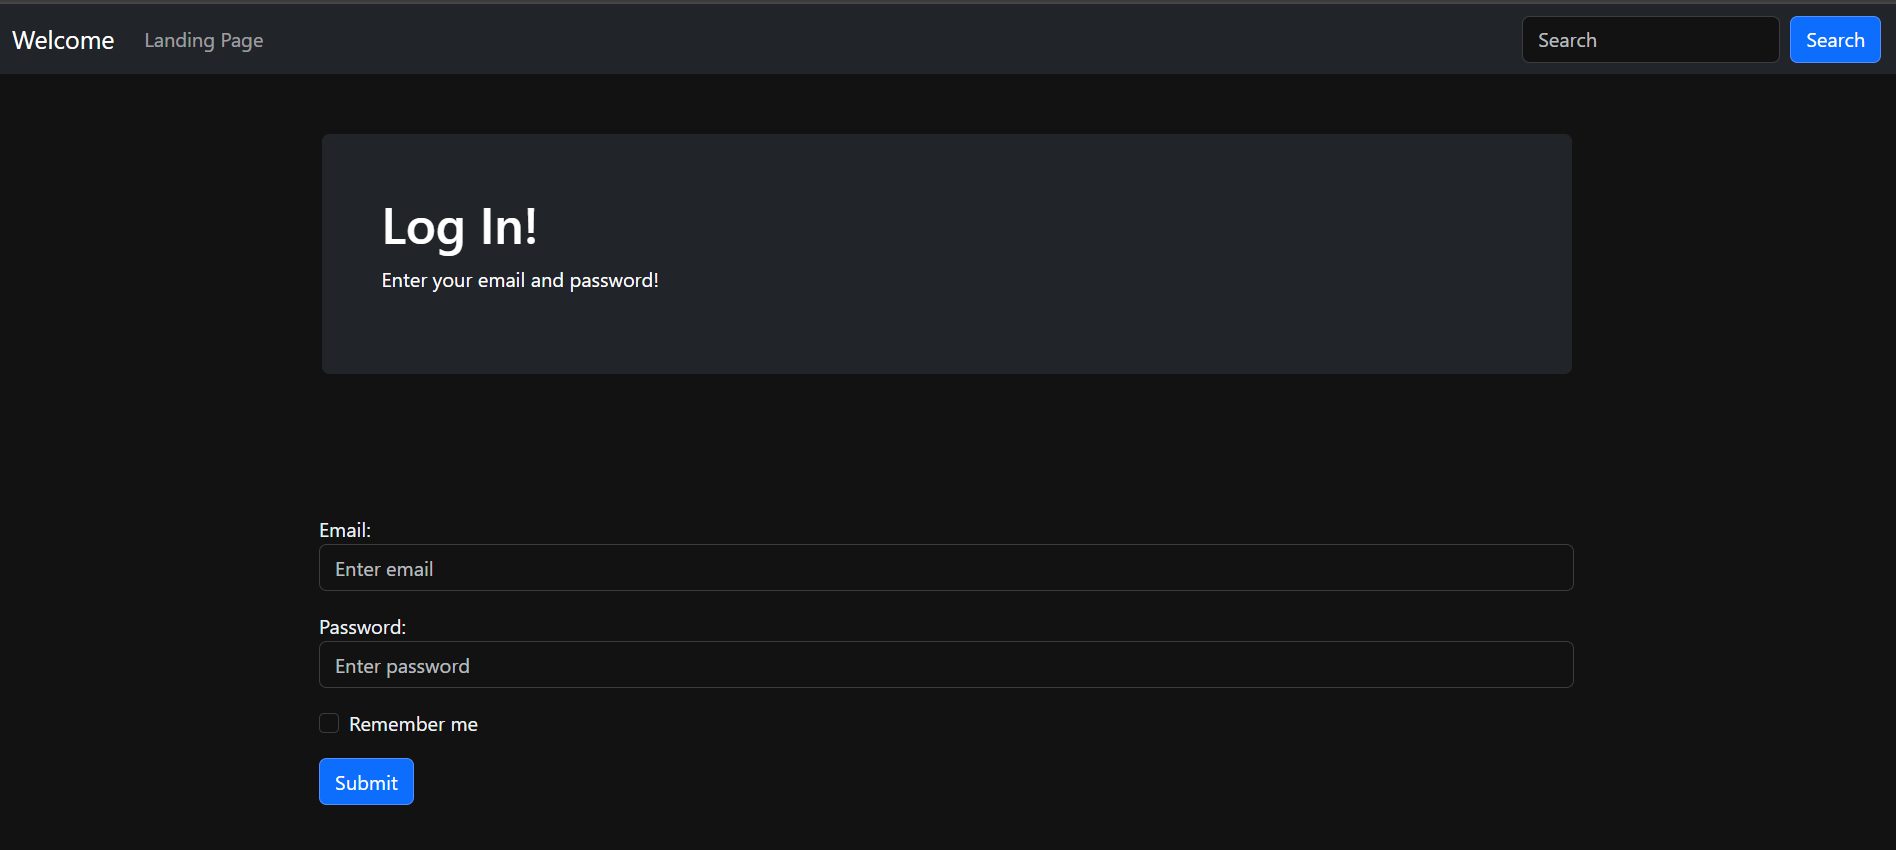 Welcome Landing Page Search Search
Log In!
Enter your email and password!
Email:
Enter email
Password:
Enter password
Remember me
Submit